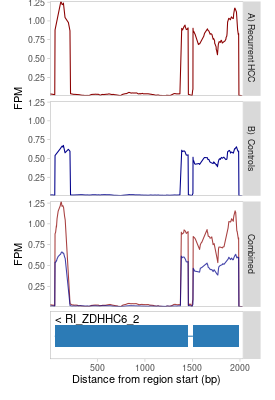 1.25
1.00
0.75
0.50
0.25
FPM
A) Recurrent HCC
1.25
1.00
0.75
0.50
0.25
FPM
B) Controls
1.25
1.00
0.75
0.50
0.25
FPM
Combined
< RI_ZDHHC6_2
500 1000 1500 2000
Distance from region start (bp)